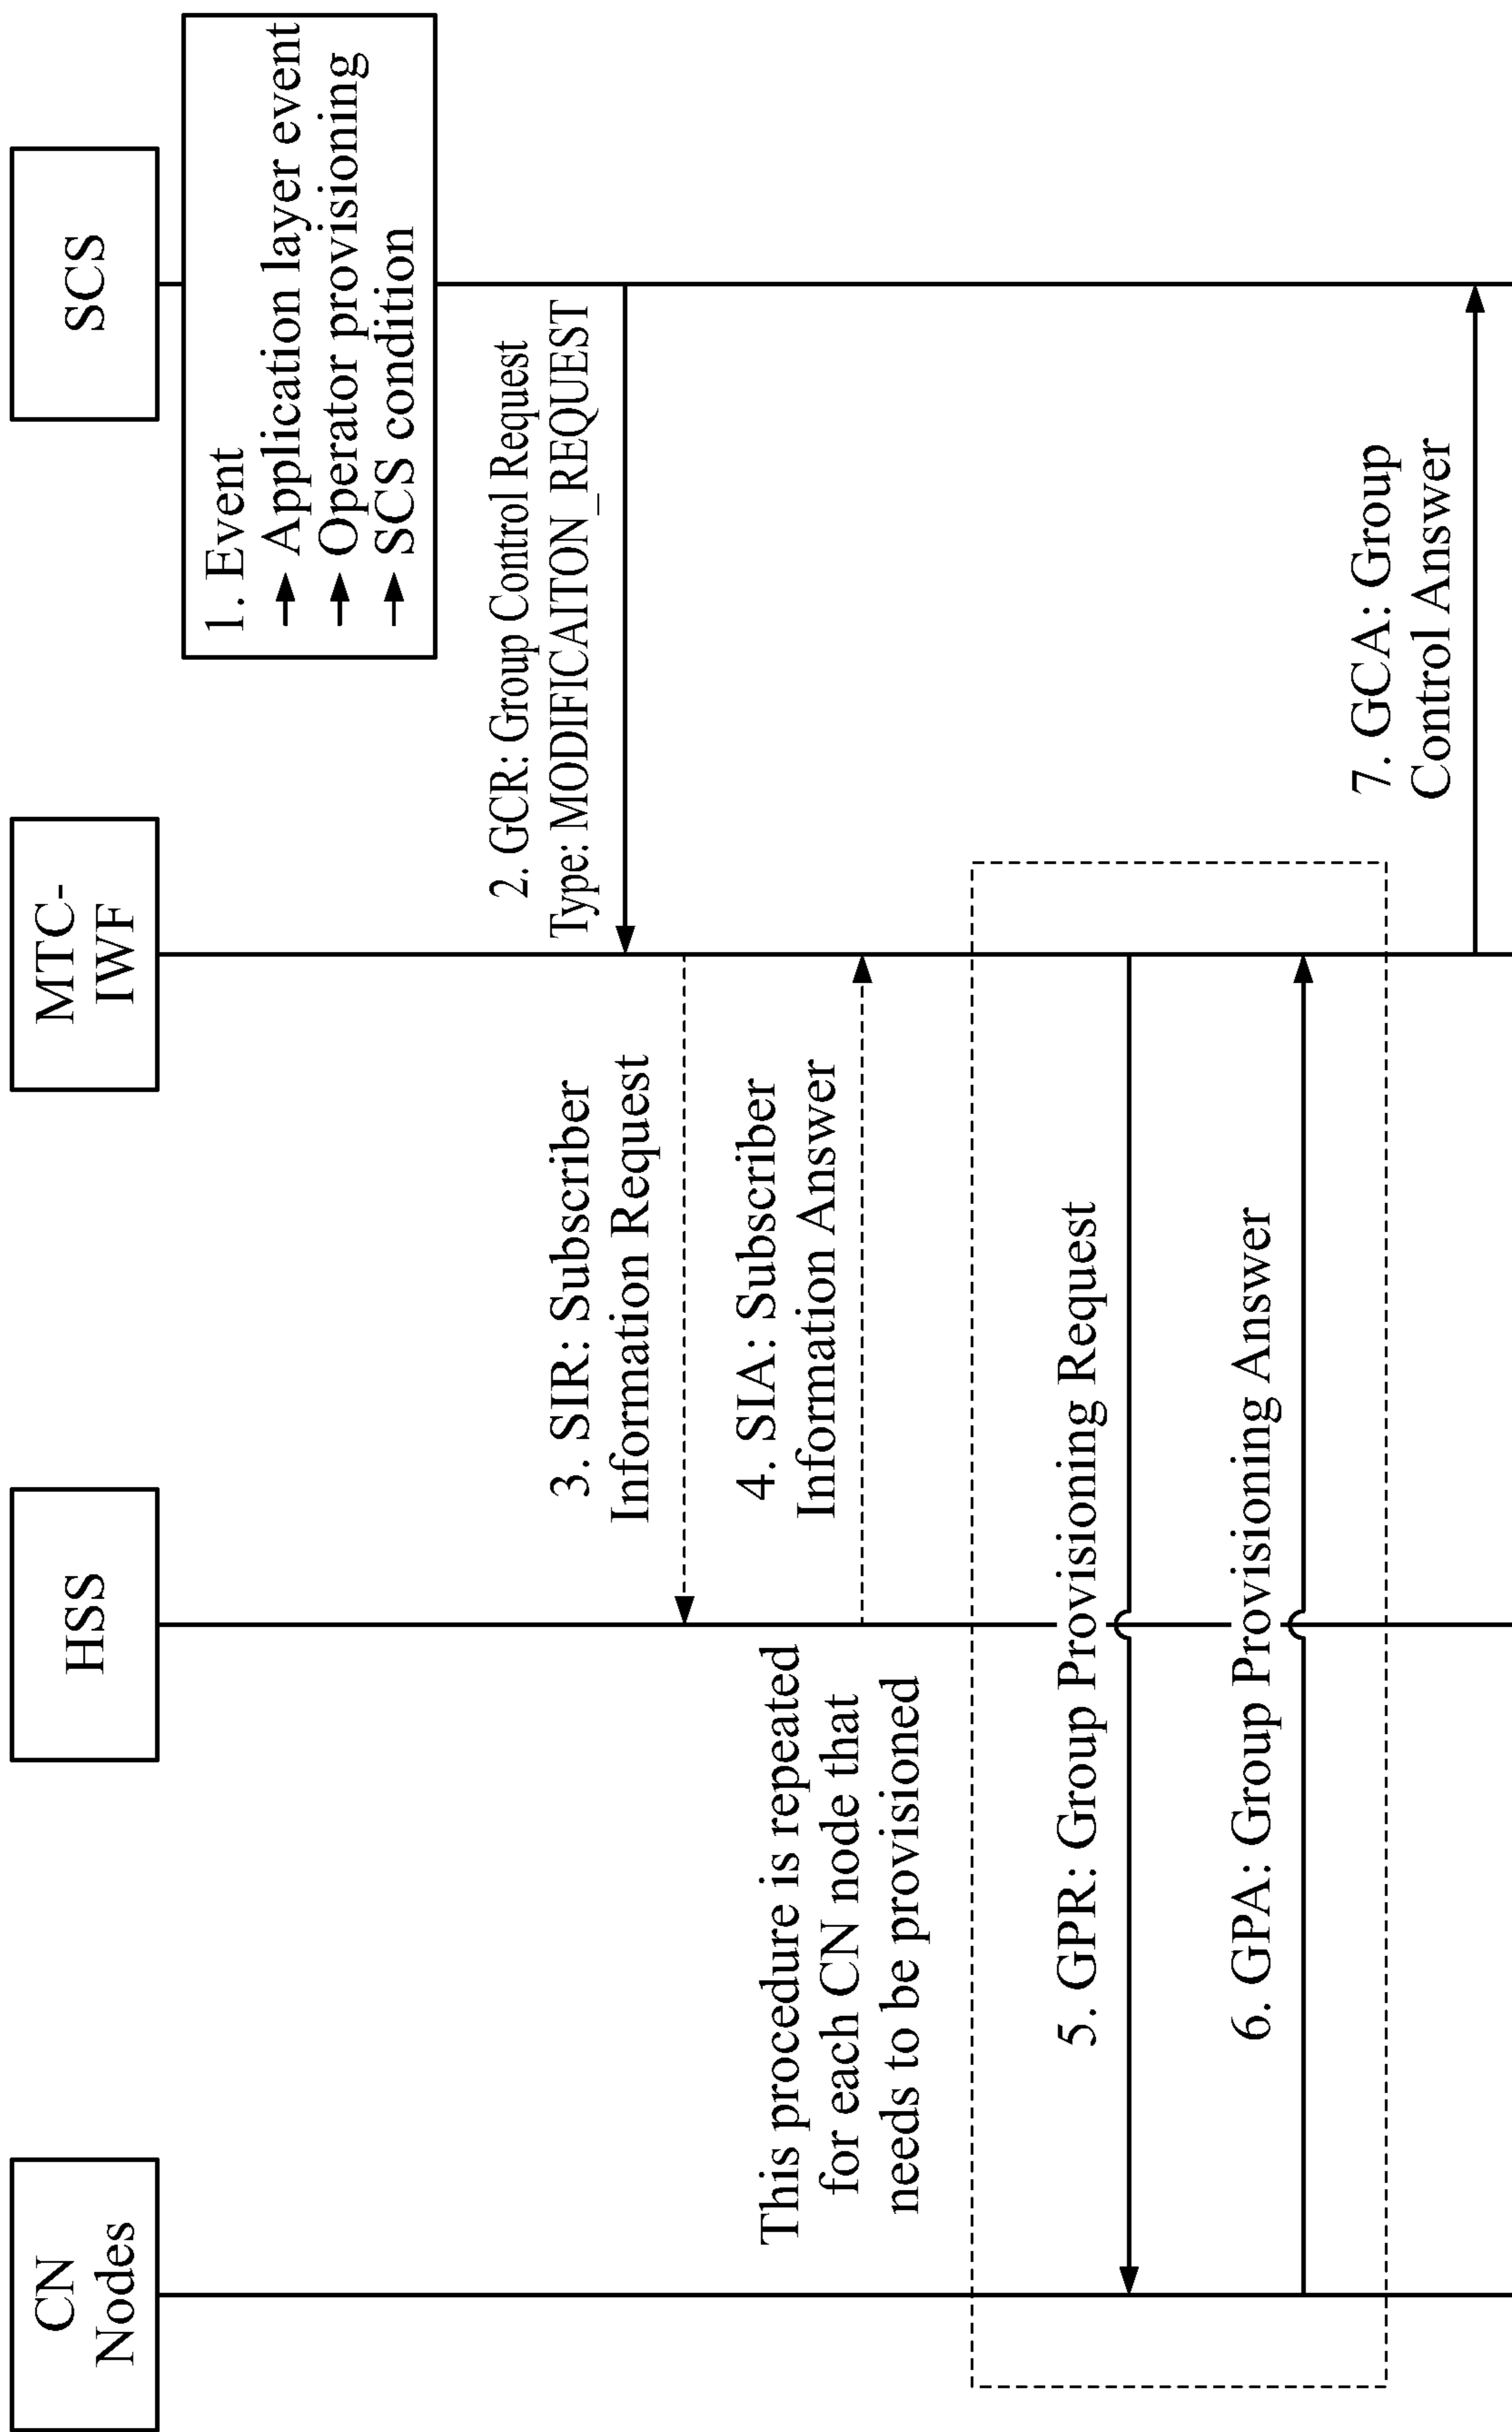 CN
Nodes
HSS
MTC-
IWF
SCS
1. Event
Application layer event
Operator provisioning
SCS condition
2. GCR: Group Control Request
Type: MODIFICAITON_REQUEST
3. SIR: Subscriber
Information Request
4. SIA: Subscriber
Information Answer
This procedure is repeated
for each CN node that
needs to be provisioned
5. GPR: Group Provisioning Request
6. GPA: Group Provisioning Answer
7. GCA: Group
Control Answer